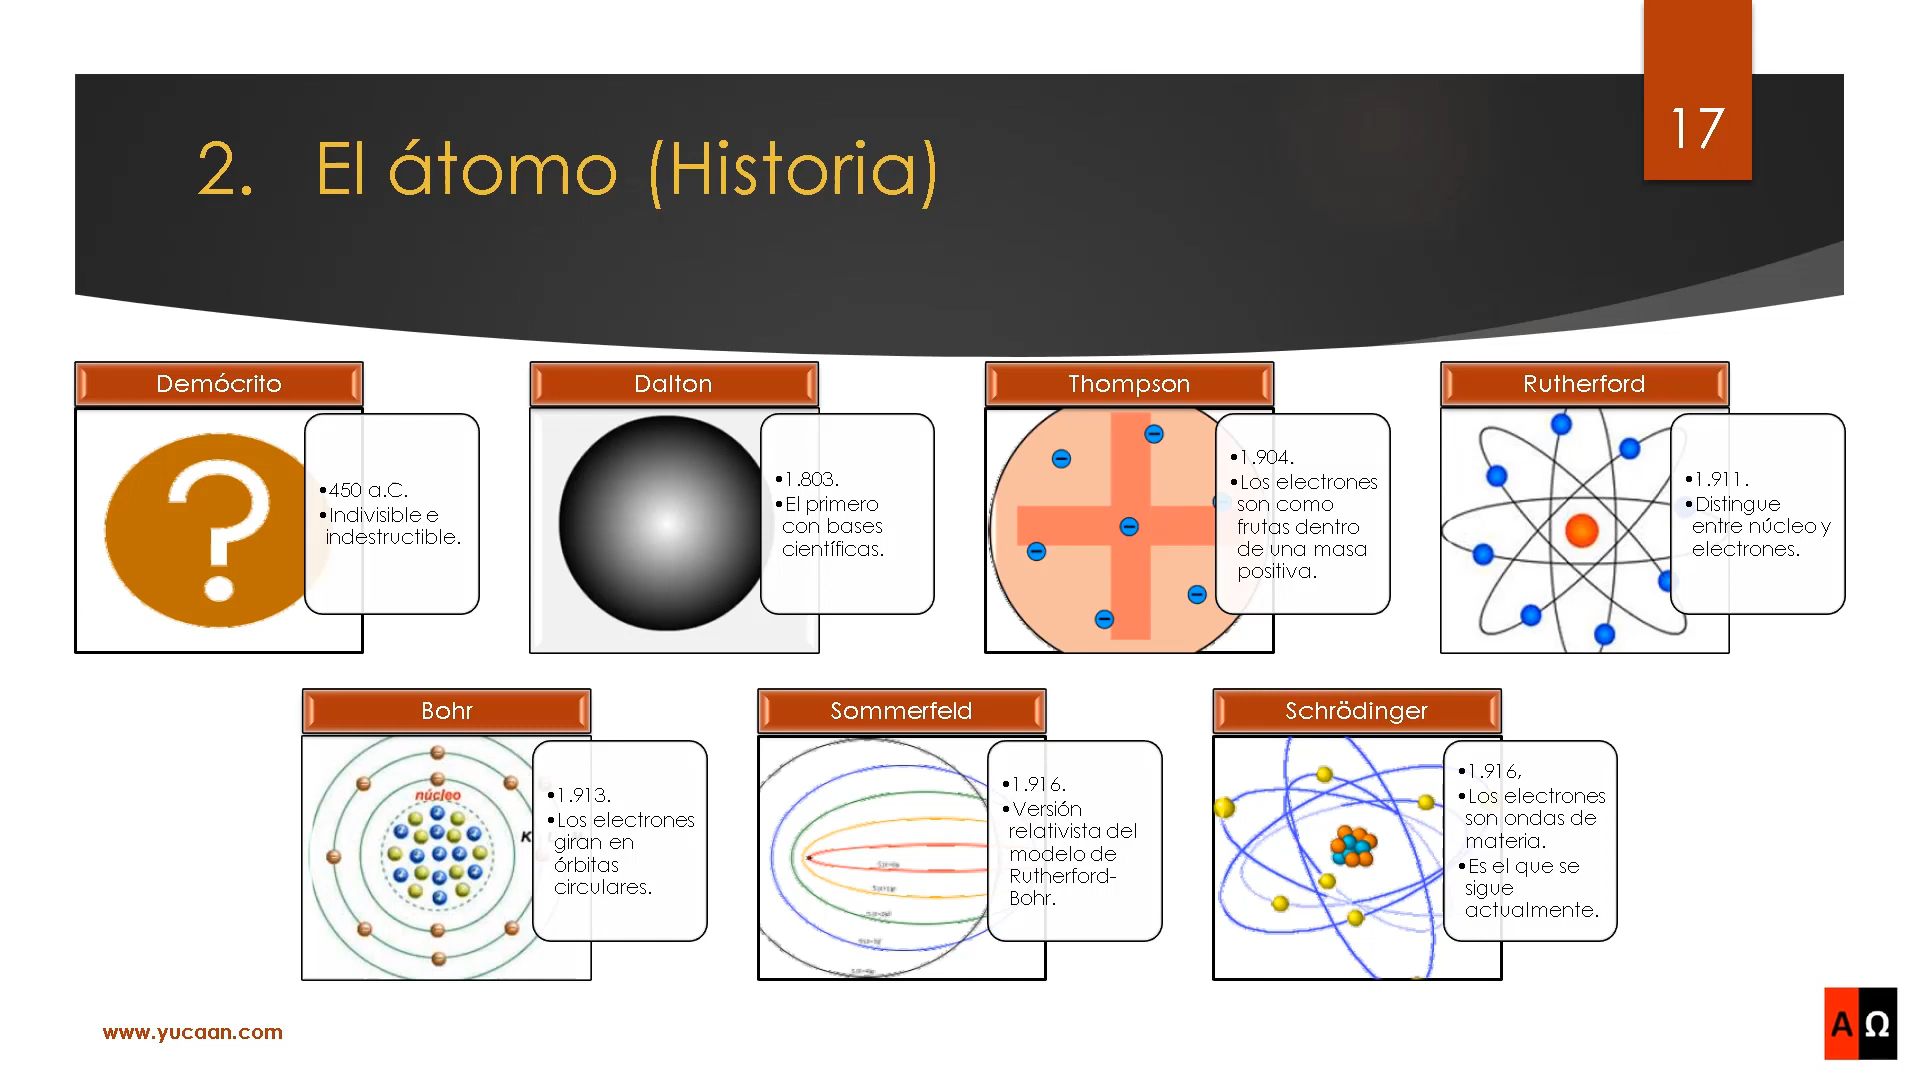 17
2. El átomo (Historia)
Demócrito
•450 a.C.
•Indivisible e
indestructible.
Dalton
•1.803.
•El primero
con bases
científicas.
Thompson
•1.904.
•Los electrones
son como
frutas dentro
de una masa
positiva.
Rutherford
•1.911.
•Distingue
entre núcleo y
electrones.
Bohr
núcleo
K
•1.913.
•Los electrones
giran en
órbitas
circulares.
Sommerfeld
•1.916.
•Versión
relativista del
modelo de
Rutherford-
Bohr.
Schrödinger
•1.916,
•Los electrones
son ondas de
materia.
•Es el que se
sigue
actualmente.
www.yucaan.com
A Ω